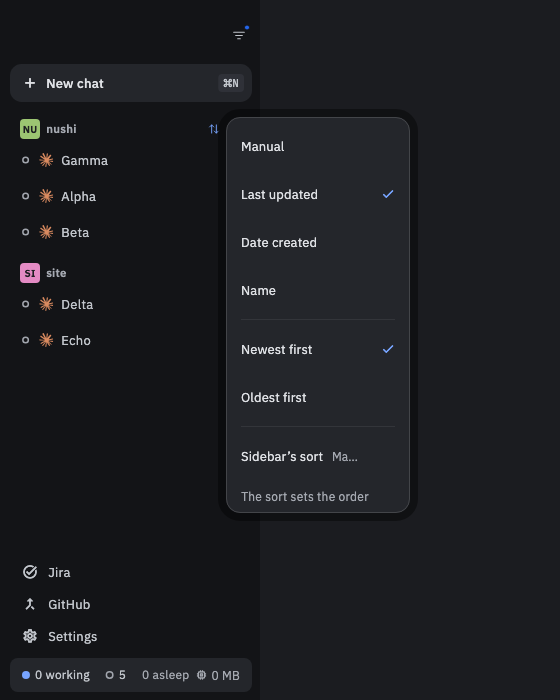 New chat
⌘N
NU nushi
Gamma
Alpha
Beta
SI site
Delta
Echo
Manual
Last updated
Date created
Name
Newest first
Oldest first
Sidebar’s sort Ma…
The sort sets the order
Jira
GitHub
Settings
0 working 5 0 asleep 0 MB